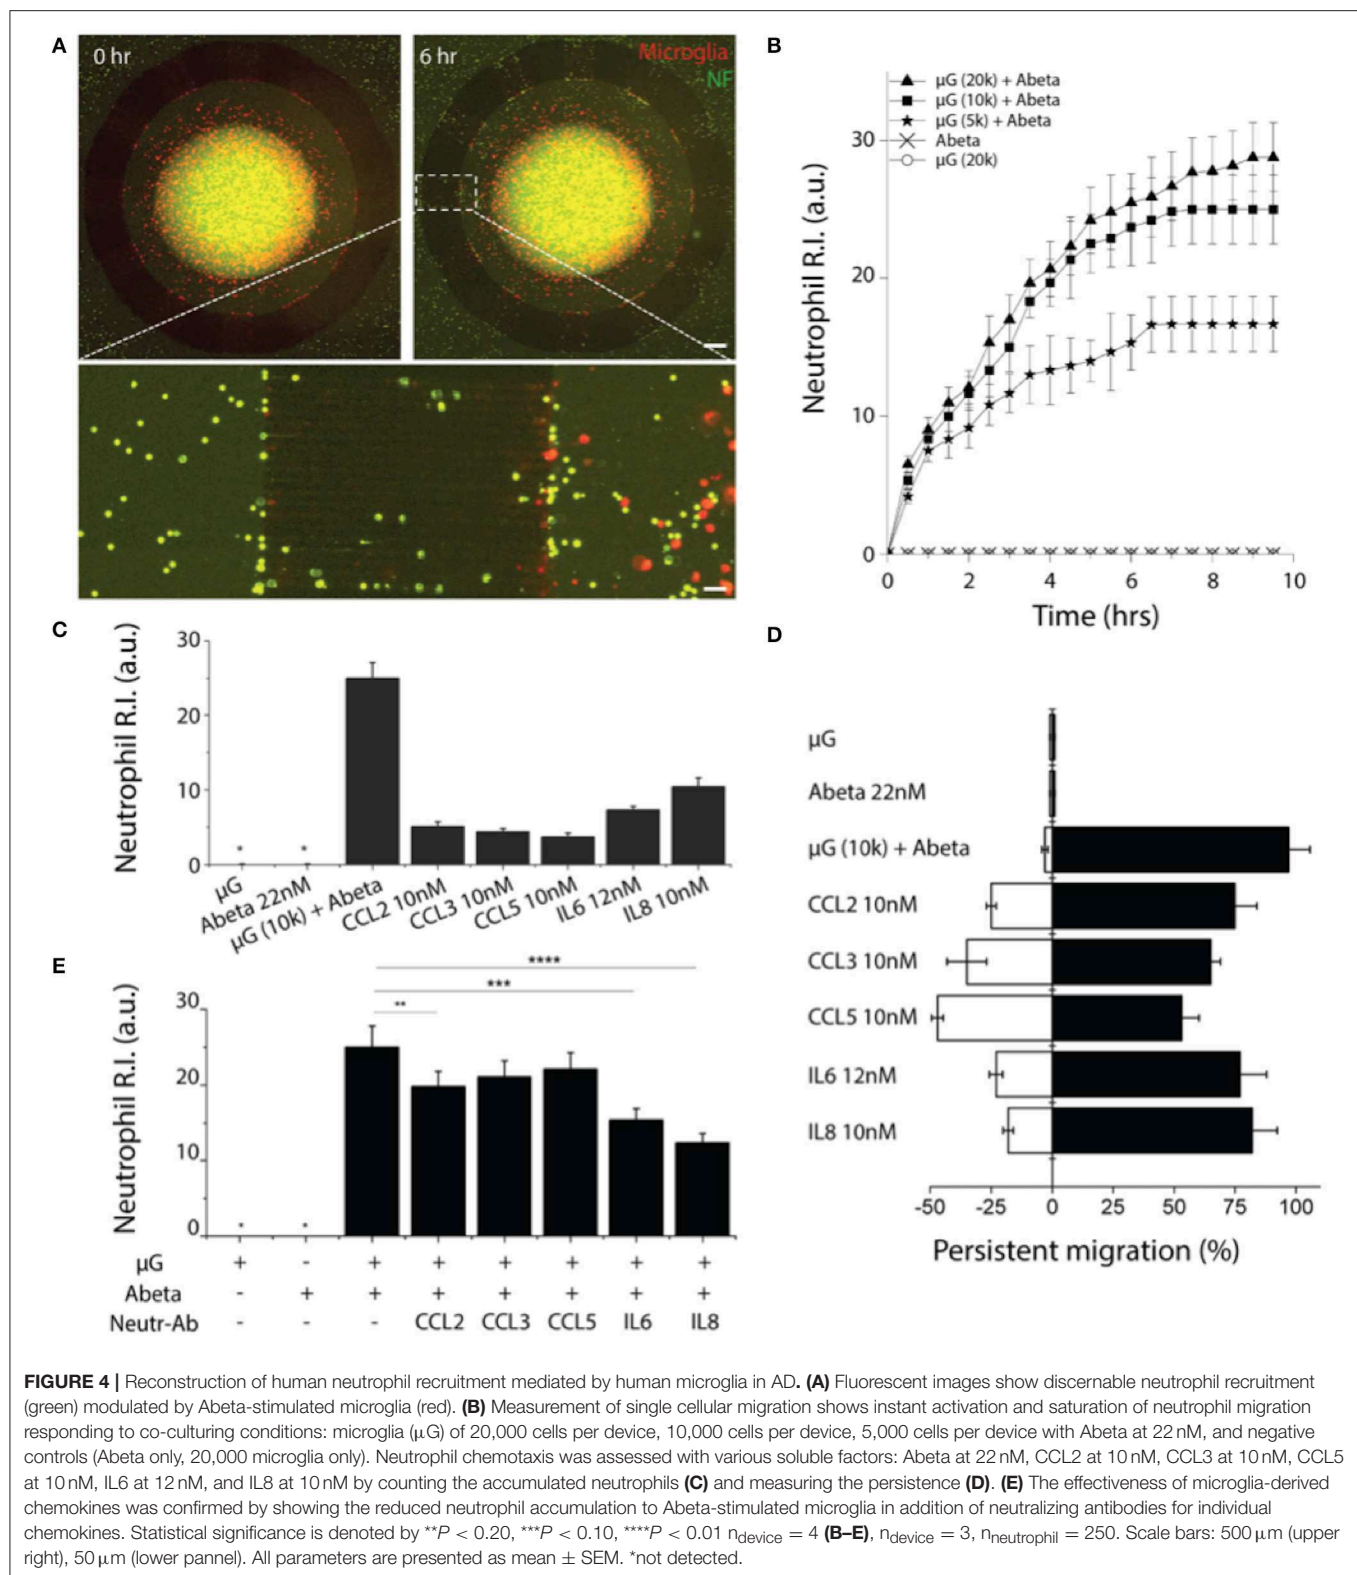 A
0 hr
6 hr
Microglia
NF
B
μG (20k) + Abeta
μG (10k) + Abeta
μG (5k) + Abeta
Abeta
μG (20k)
Neutrophil R.I. (a.u.)
30
20
10
0
0 2 4 6 8 10
Time (hrs)
C
Neutrophil R.I. (a.u.)
30
20
10
0
* *
μG
Abeta 22nM
μG (10k) + Abeta
CCL2 10nM
CCL3 10nM
CCL5 10nM
IL6 12nM
IL8 10nM
D
μG
Abeta 22nM
μG (10k) + Abeta
CCL2 10nM
CCL3 10nM
CCL5 10nM
IL6 12nM
IL8 10nM
-50 -25 0 25 50 75 100
Persistent migration (%)
E
****
***
**
Neutrophil R.I. (a.u.)
30
20
10
0
* *
μG + - + + + + + +
Abeta - + + + + + + +
Neutr-Ab - - - CCL2 CCL3 CCL5 IL6 IL8
FIGURE 4 | Reconstruction of human neutrophil recruitment mediated by human microglia in AD. (A) Fluorescent images show discernable neutrophil recruitment
(green) modulated by Abeta-stimulated microglia (red). (B) Measurement of single cellular migration shows instant activation and saturation of neutrophil migration
responding to co-culturing conditions: microglia (μG) of 20,000 cells per device, 10,000 cells per device, 5,000 cells per device with Abeta at 22 nM, and negative
controls (Abeta only, 20,000 microglia only). Neutrophil chemotaxis was assessed with various soluble factors: Abeta at 22 nM, CCL2 at 10 nM, CCL3 at 10 nM, CCL5
at 10 nM, IL6 at 12 nM, and IL8 at 10 nM by counting the accumulated neutrophils (C) and measuring the persistence (D). (E) The effectiveness of microglia-derived
chemokines was confirmed by showing the reduced neutrophil accumulation to Abeta-stimulated microglia in addition of neutralizing antibodies for individual
chemokines. Statistical significance is denoted by **P < 0.20, ***P < 0.10, ****P < 0.01 n_device = 4 (B–E), n_device = 3, n_neutrophil = 250. Scale bars: 500 μm (upper
right), 50 μm (lower pannel). All parameters are presented as mean ± SEM. *not detected.